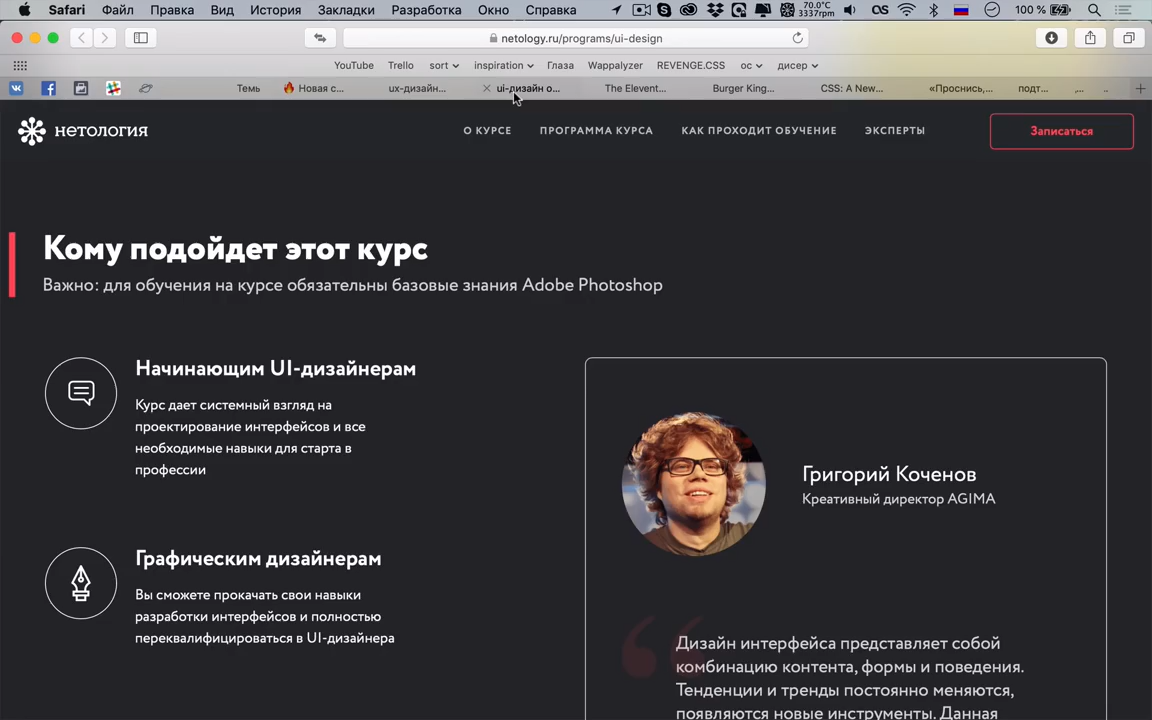 Safari Файл Правка Вид История Закладки Разработка Окно Справка 70.0°C 3337rpm 100 %
netology.ru/programs/ui-design
YouTube Trello sort inspiration Глаза Wappalyzer REVENGE.CSS ос дисер
Темь Новая с... ux-дизайн... ui-дизайн о... The Elevent... Burger King,... CSS: A New... «Проснись,... подт... ,... ..
нетология О КУРСЕ ПРОГРАММА КУРСА КАК ПРОХОДИТ ОБУЧЕНИЕ ЭКСПЕРТЫ Записаться
Кому подойдет этот курс
Важно: для обучения на курсе обязательны базовые знания Adobe Photoshop
Начинающим UI-дизайнерам
Курс дает системный взгляд на
проектирование интерфейсов и все
необходимые навыки для старта в
профессии
Графическим дизайнерам
Вы сможете прокачать свои навыки
разработки интерфейсов и полностью
переквалифицироваться в UI-дизайнера
Григорий Коченов
Креативный директор AGIMA
Дизайн интерфейса представляет собой
комбинацию контента, формы и поведения.
Тенденции и тренды постоянно меняются,
появляются новые инструменты. Данная